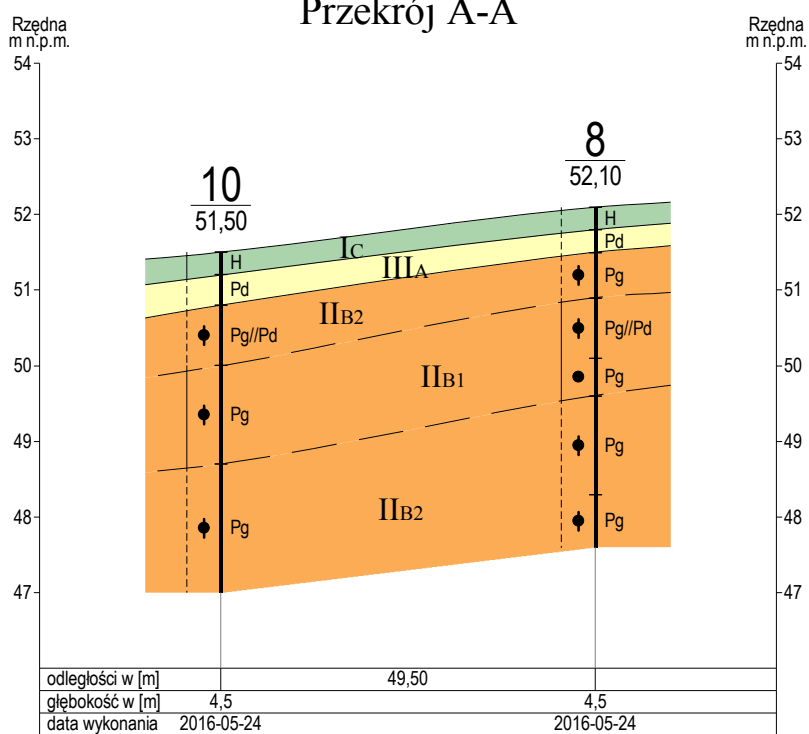 Przekrój A-A
Rzędna
m n.p.m.
Rzędna
m n.p.m.
54
54
53
53
8
52,10
10
51,50
52
52
H
IC
Pd
H
IIIA
51
51
Pd
Pg
IIB2
Pg//Pd
Pg//Pd
50
50
IIB1
Pg
Pg
49
49
Pg
IIB2
48
48
Pg
Pg
47
47
odległości w [m] 49,50
głębokość w [m] 4,5 4,5
data wykonania 2016-05-24 2016-05-24